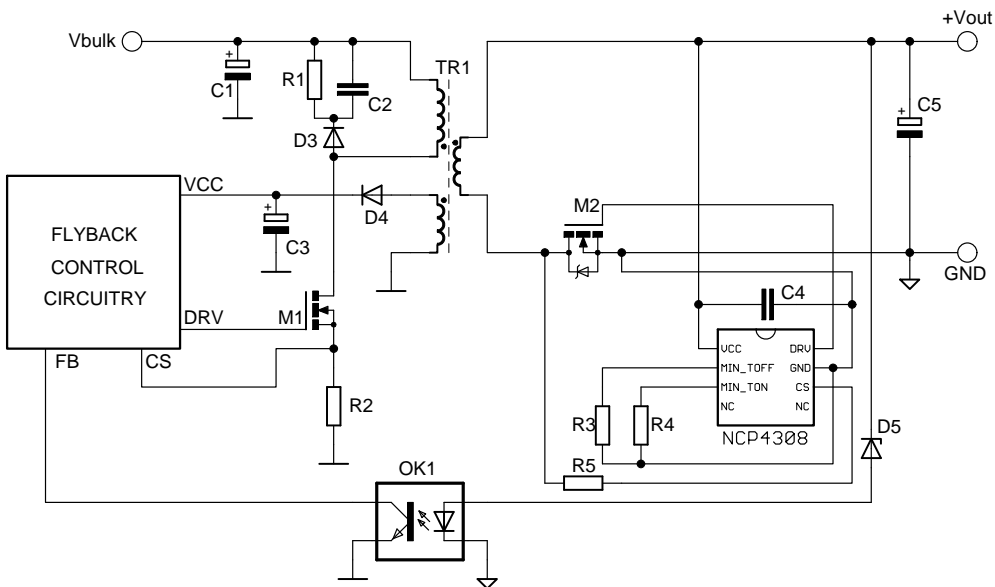 +Vout
Vbulk
+
C1
R1
C2
TR1
+
C5
D3
VCC
D4
+
C3
M2
FLYBACK
CONTROL
CIRCUITRY
GND
C4
M1
DRV
FB
CS
VCC
DRV
MIN_TOFF
GND
MIN_TON
CS
NC
NC
R2
R3
R4
NCP4308
D5
R5
OK1